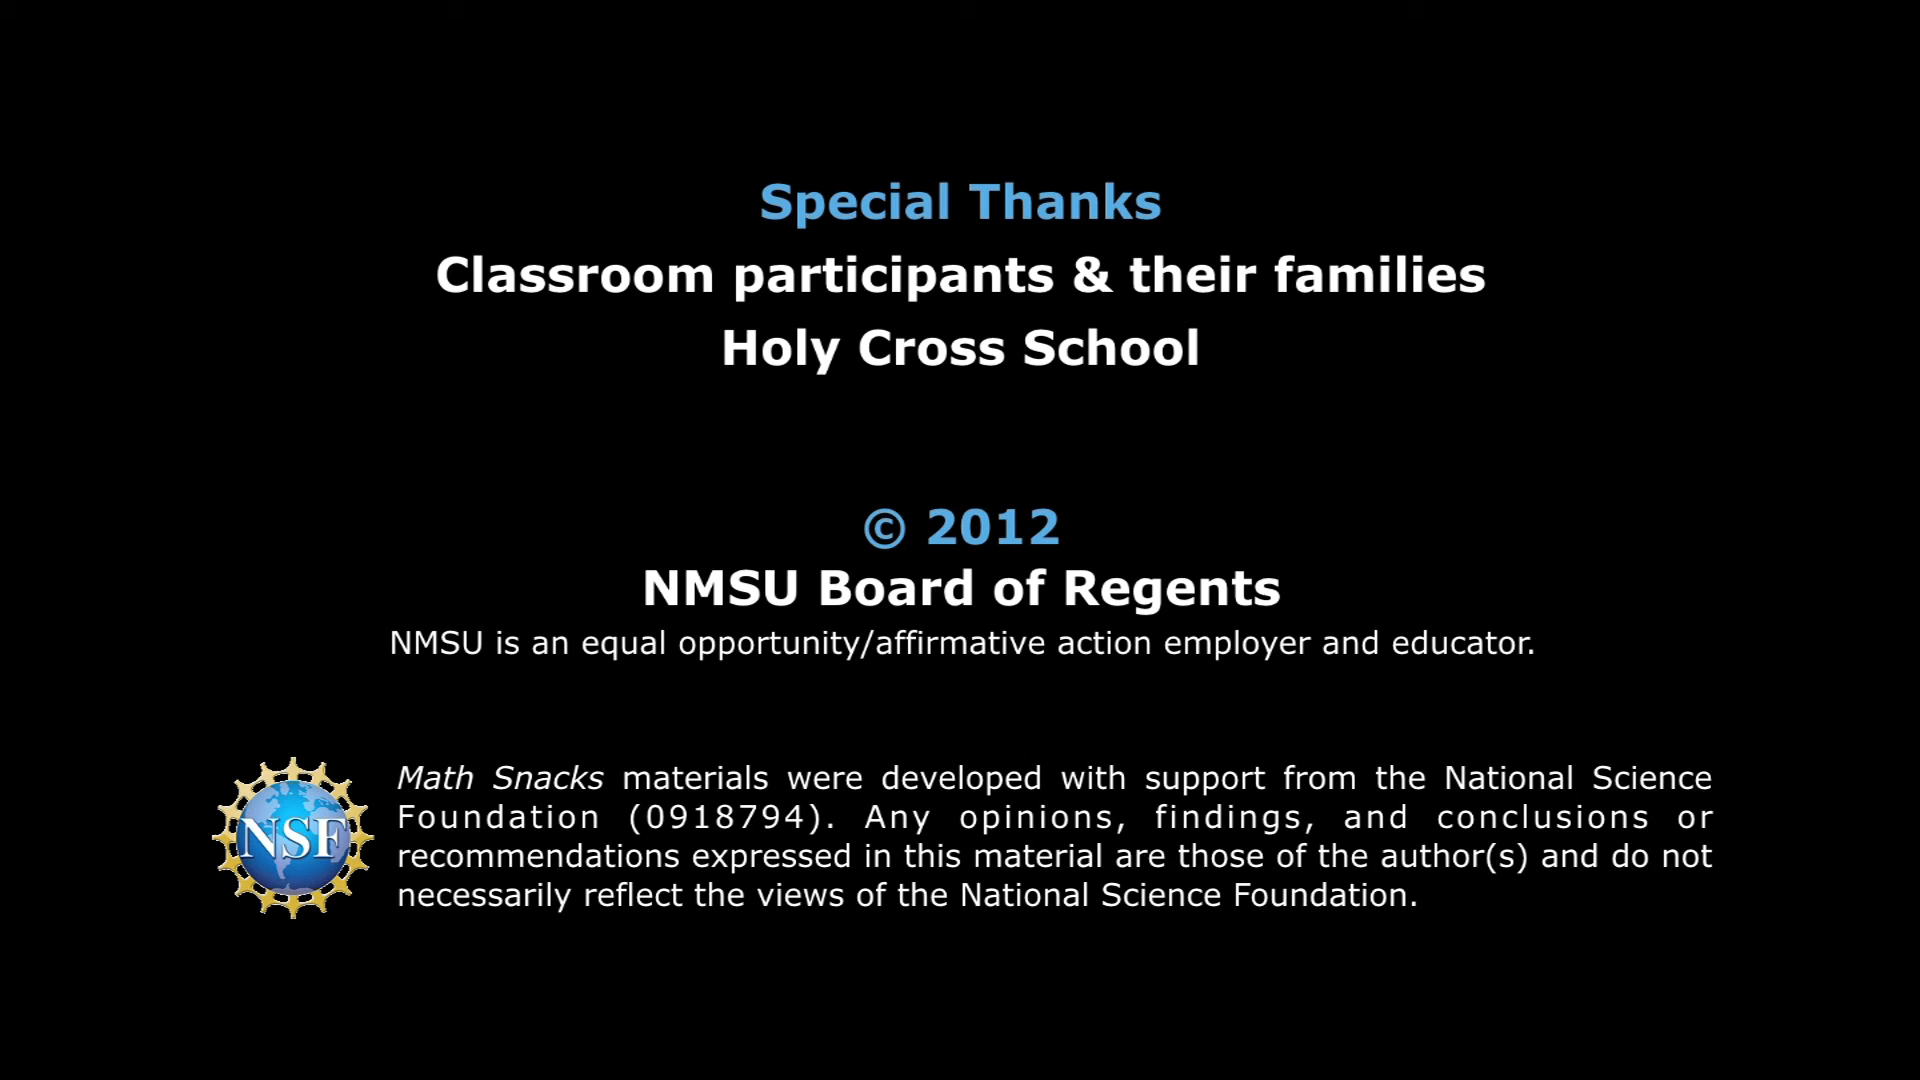 Special Thanks
Classroom participants & their families
Holy Cross School
© 2012
NMSU Board of Regents
NMSU is an equal opportunity/affirmative action employer and educator.
Math Snacks materials were developed with support from the National Science
Foundation (0918794). Any opinions, findings, and conclusions or
recommendations expressed in this material are those of the author(s) and do not
necessarily reflect the views of the National Science Foundation.
NSF